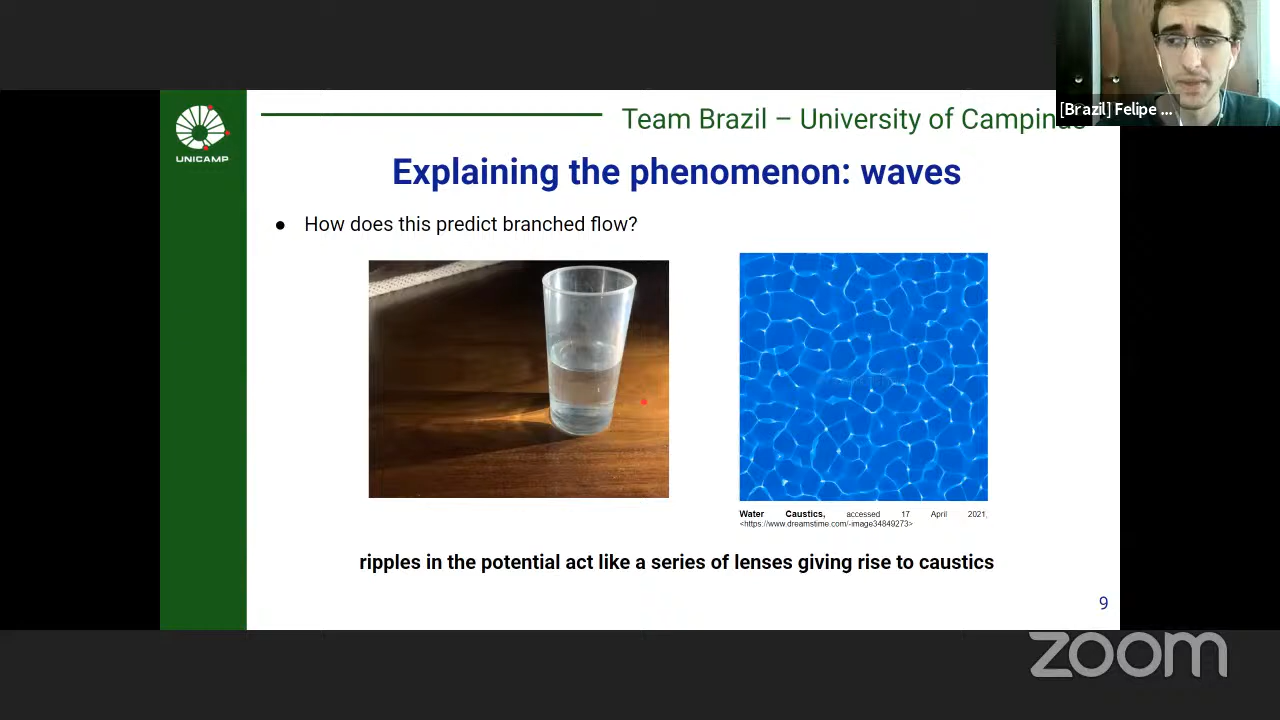 [Brazil] Felipe ...
Team Brazil – University of Campinas
UNICAMP
Explaining the phenomenon: waves
● How does this predict branched flow?
Water Caustics, accessed 17 April 2021,
<https://www.dreamstime.com/-image34849273>
ripples in the potential act like a series of lenses giving rise to caustics
9
zoom